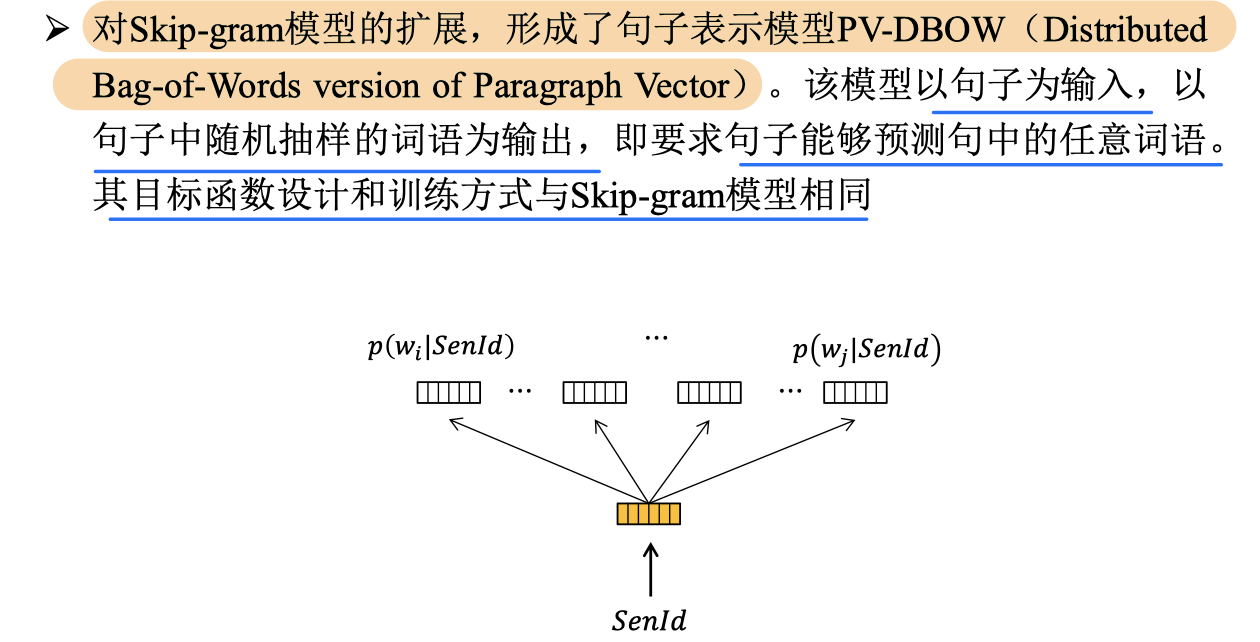 ➢ 对Skip-gram模型的扩展，形成了句子表示模型PV-DBOW（Distributed
Bag-of-Words version of Paragraph Vector）。该模型以句子为输入，以
句子中随机抽样的词语为输出，即要求句子能够预测句中的任意词语。
其目标函数设计和训练方式与Skip-gram模型相同
p(w_i|SenId) ... p(w_j|SenId)
... ...
SenId